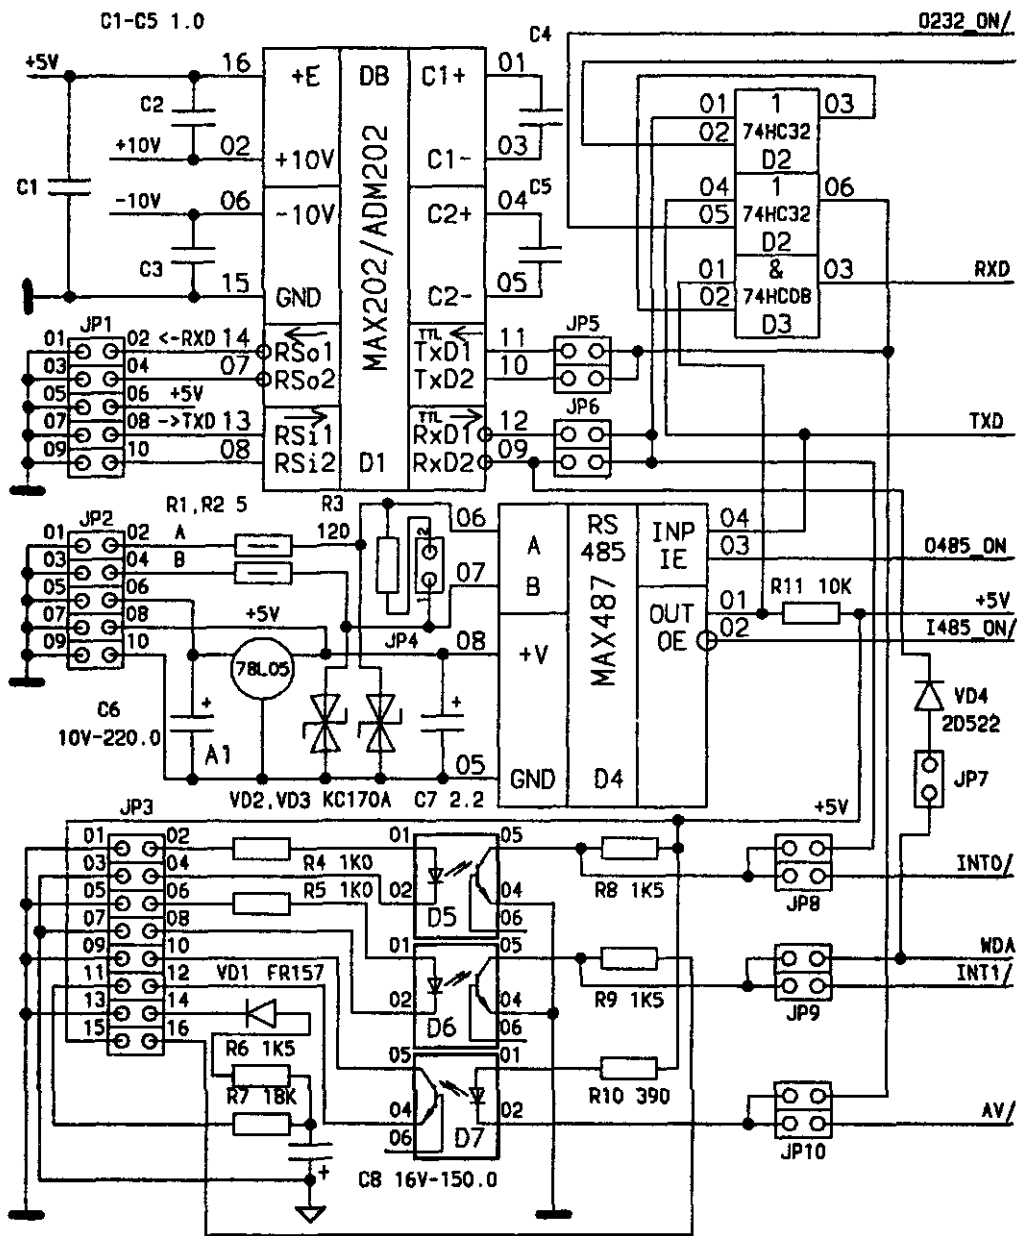 C1-C5 1.0
C4
0232_ON/
+5V 16 +E DB C1+ 01
C2
01 1 03
02 74HC32
D2
+10V 02 +10V C1- 03
C1
C5
-10V 06 -10V C2+ 04
04 1 06
05 74HC32
D2
C3
MAX202/ADM202
15 GND C2- 05
01 & 03 RXD
02 74HC08
D3
JP1
01 02 <-RXD 14 RSo1 TTL TxD1 11 JP5
03 04 07 RSo2 TxD2 10
05 06 +5V
07 08 ->TXD 13 RSi1 TTL RxD1 12 JP6 TXD
09 10 08 RSi2 D1 RxD2 09
R1,R2 5 R3
120
JP2
01 02 A
03 04 B
05 06
07 08 +5V
09 10
78L05
2
1
JP4
06 A RS 485 INP 04
IE 03 0485_ON
07 B
MAX487
OUT 01 R11 10K +5V
OE 02 I485_ON/
08 +V
VD4
2D522
C6
10V-220.0
+
A1
+
05 GND D4
JP7
VD2,VD3 KC170A C7 2.2
+5V
JP3
01 02
03 04
05 06
07 08
09 10
11 12
13 14
15 16
R4 1K0
R5 1K0
01 05
02 04
D5 06
R8 1K5
JP8
INT0/
01 05
02 04
D6 06
R9 1K5
JP9
WDA
INT1/
VD1 FR157
R6 1K5
R7 18K
05 01
04 02
06 D7
R10 390
JP10
AV/
+
C8 16V-150.0